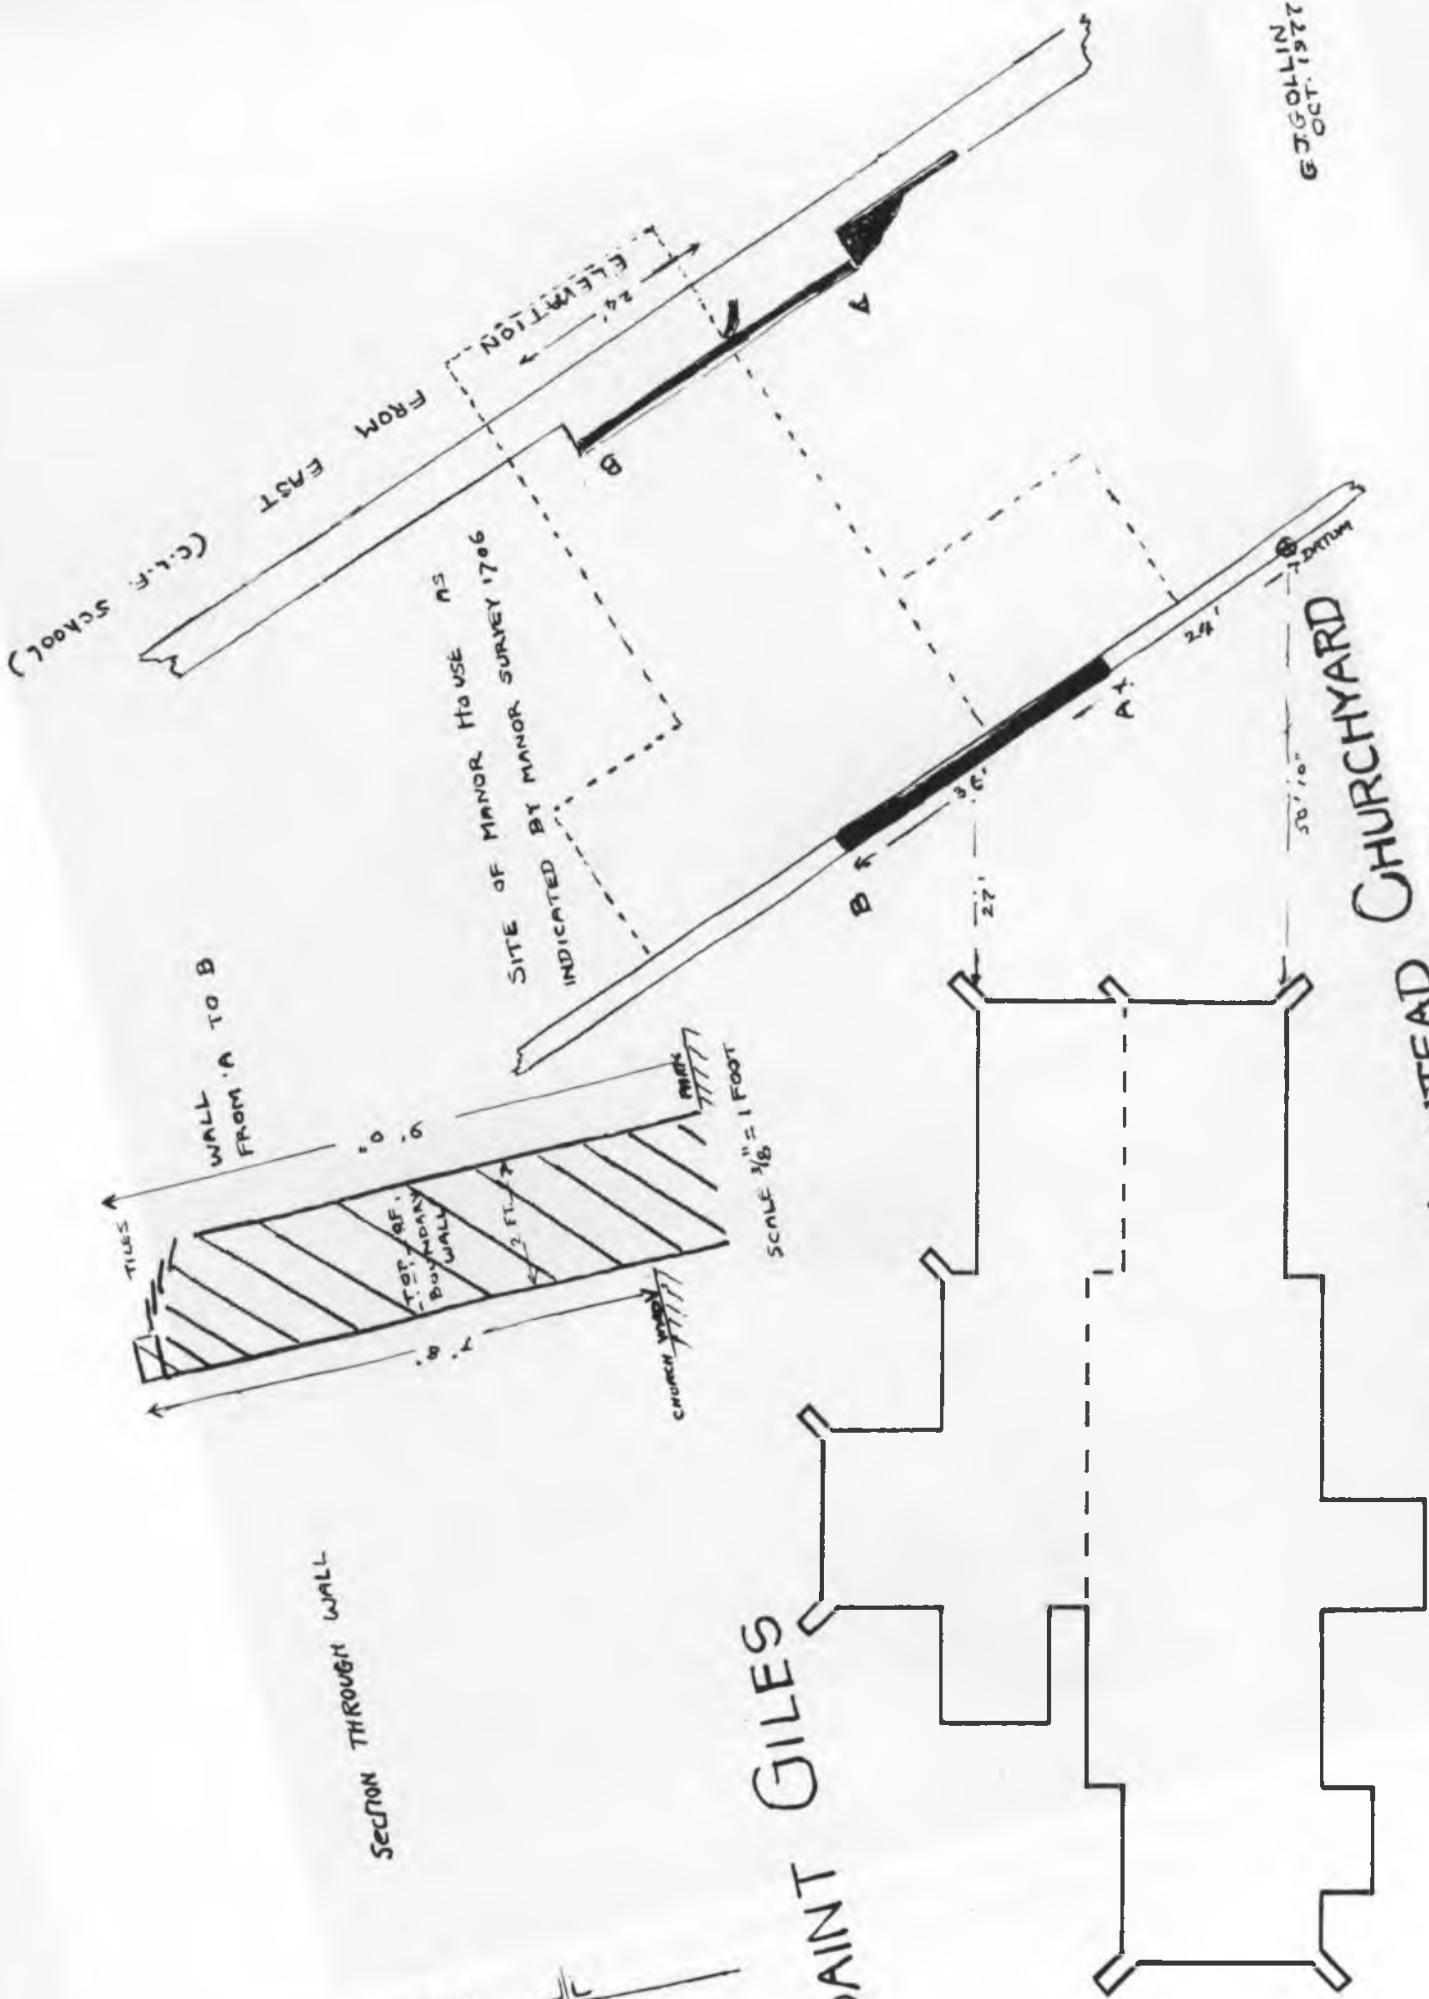 G.J. GOLLIN
OCT. 1977
(C.L.F. SCHOOL)
FROM EAST
ELEVATION
24'
A
B
SITE OF MANOR HOUSE AS
INDICATED BY MANOR SURVEY 1706
DATUM
24'
A
36'
B
27'
50' 10"
WALL
FROM A TO B
TILES
9' 0"
TOP OF
BOUNDARY
WALL
2 FT.
7' 8"
PARK
CHURCH YARD
SCALE 3/8" = 1 FOOT
SECTION THROUGH WALL
SAINT GILES
CHURCHYARD